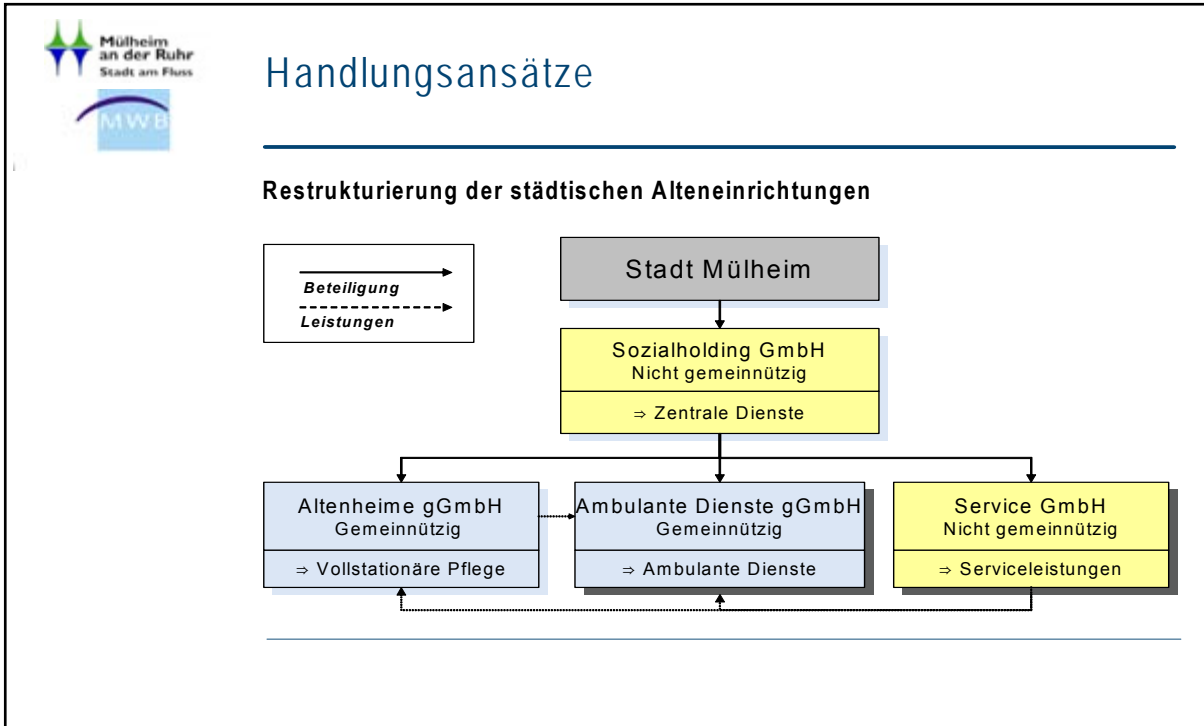 Mülheim
an der Ruhr
Stadt am Fluss
MWB
Handlungsansätze
Restrukturierung der städtischen Alteneinrichtungen
Beteiligung
Leistungen
Stadt Mülheim
Sozialholding GmbH
Nicht gemeinnützig
⇒ Zentrale Dienste
Altenheime gGmbH
Gemeinnützig
⇒ Vollstationäre Pflege
Ambulante Dienste gGmbH
Gemeinnützig
⇒ Ambulante Dienste
Service GmbH
Nicht gemeinnützig
⇒ Serviceleistungen